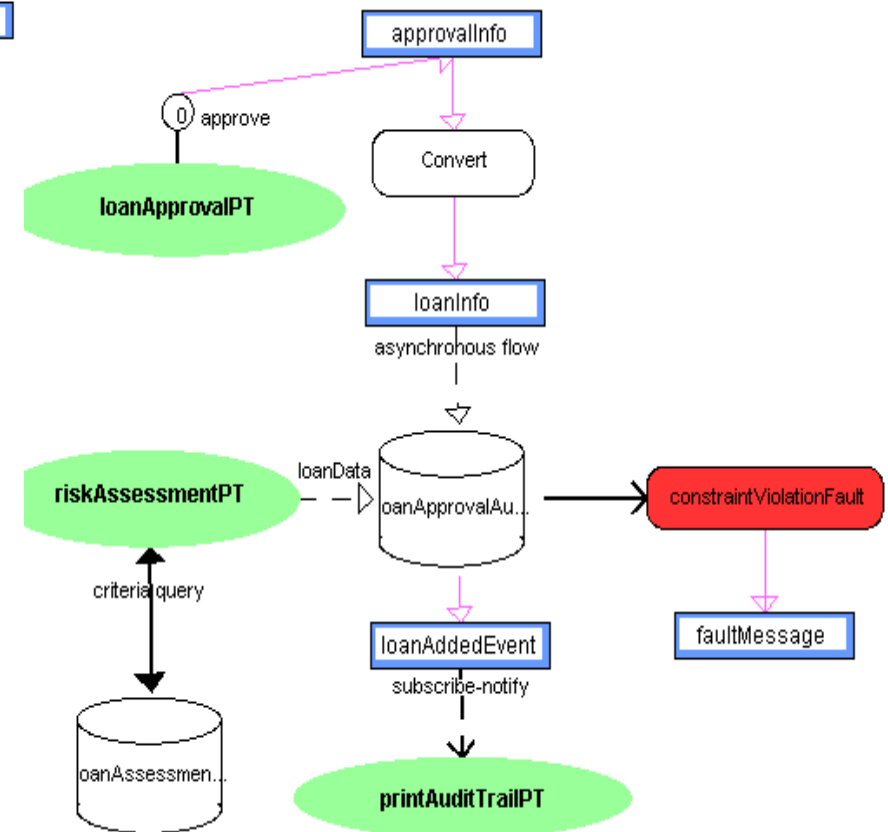 approvalInfo
0 approve
Convert
loanApprovalPT
loanInfo
asynchronous flow
loanData
riskAssessmentPT
oanApprovalAu...
constraintViolationFault
criteria query
loanAddedEvent
faultMessage
subscribe-notify
oanAssessmen...
printAuditTrailPT